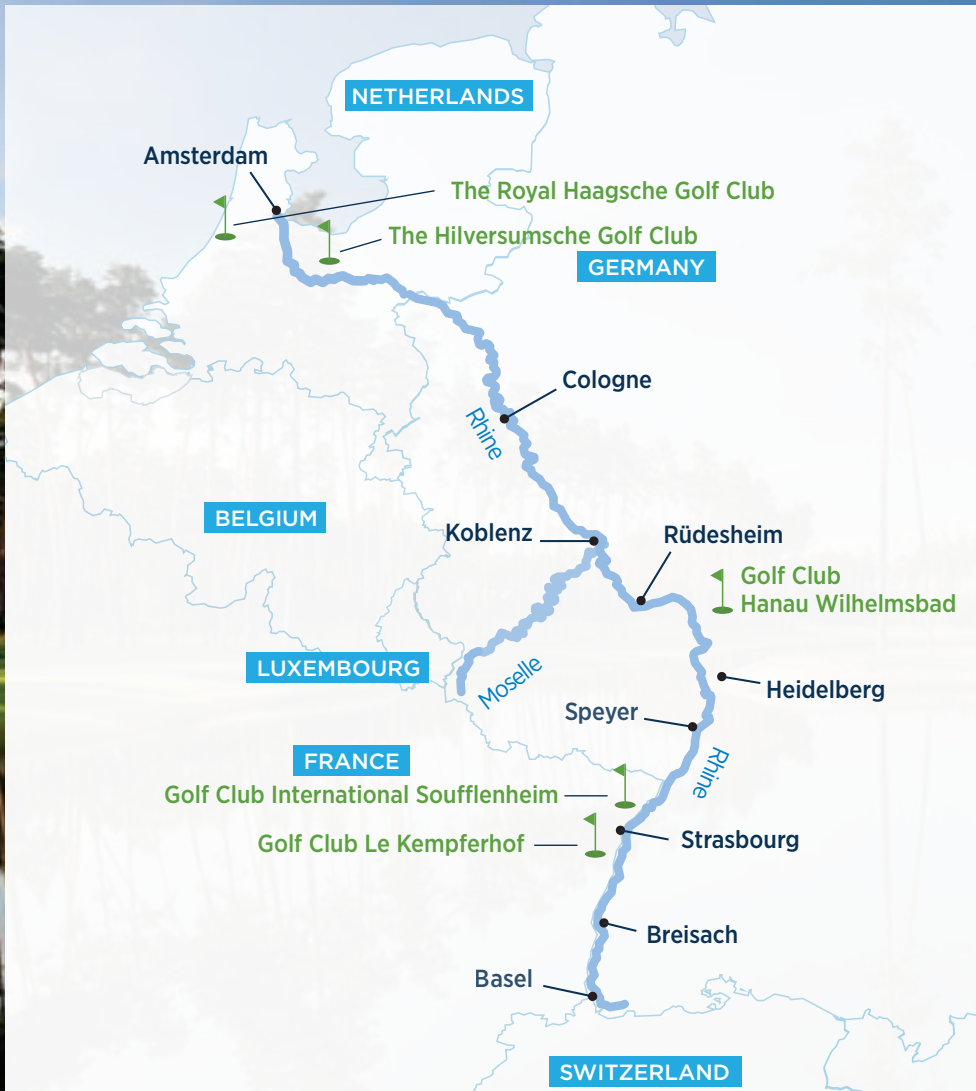 NETHERLANDS
Amsterdam
The Royal Haagsche Golf Club
The Hilversumsche Golf Club
GERMANY
Cologne
Rhine
BELGIUM
Koblenz
Rüdesheim
Golf Club
Hanau Wilhelmsbad
LUXEMBOURG
Moselle
Heidelberg
Speyer
FRANCE
Rhine
Golf Club International Soufflenheim
Golf Club Le Kempferhof
Strasbourg
Breisach
Basel
SWITZERLAND